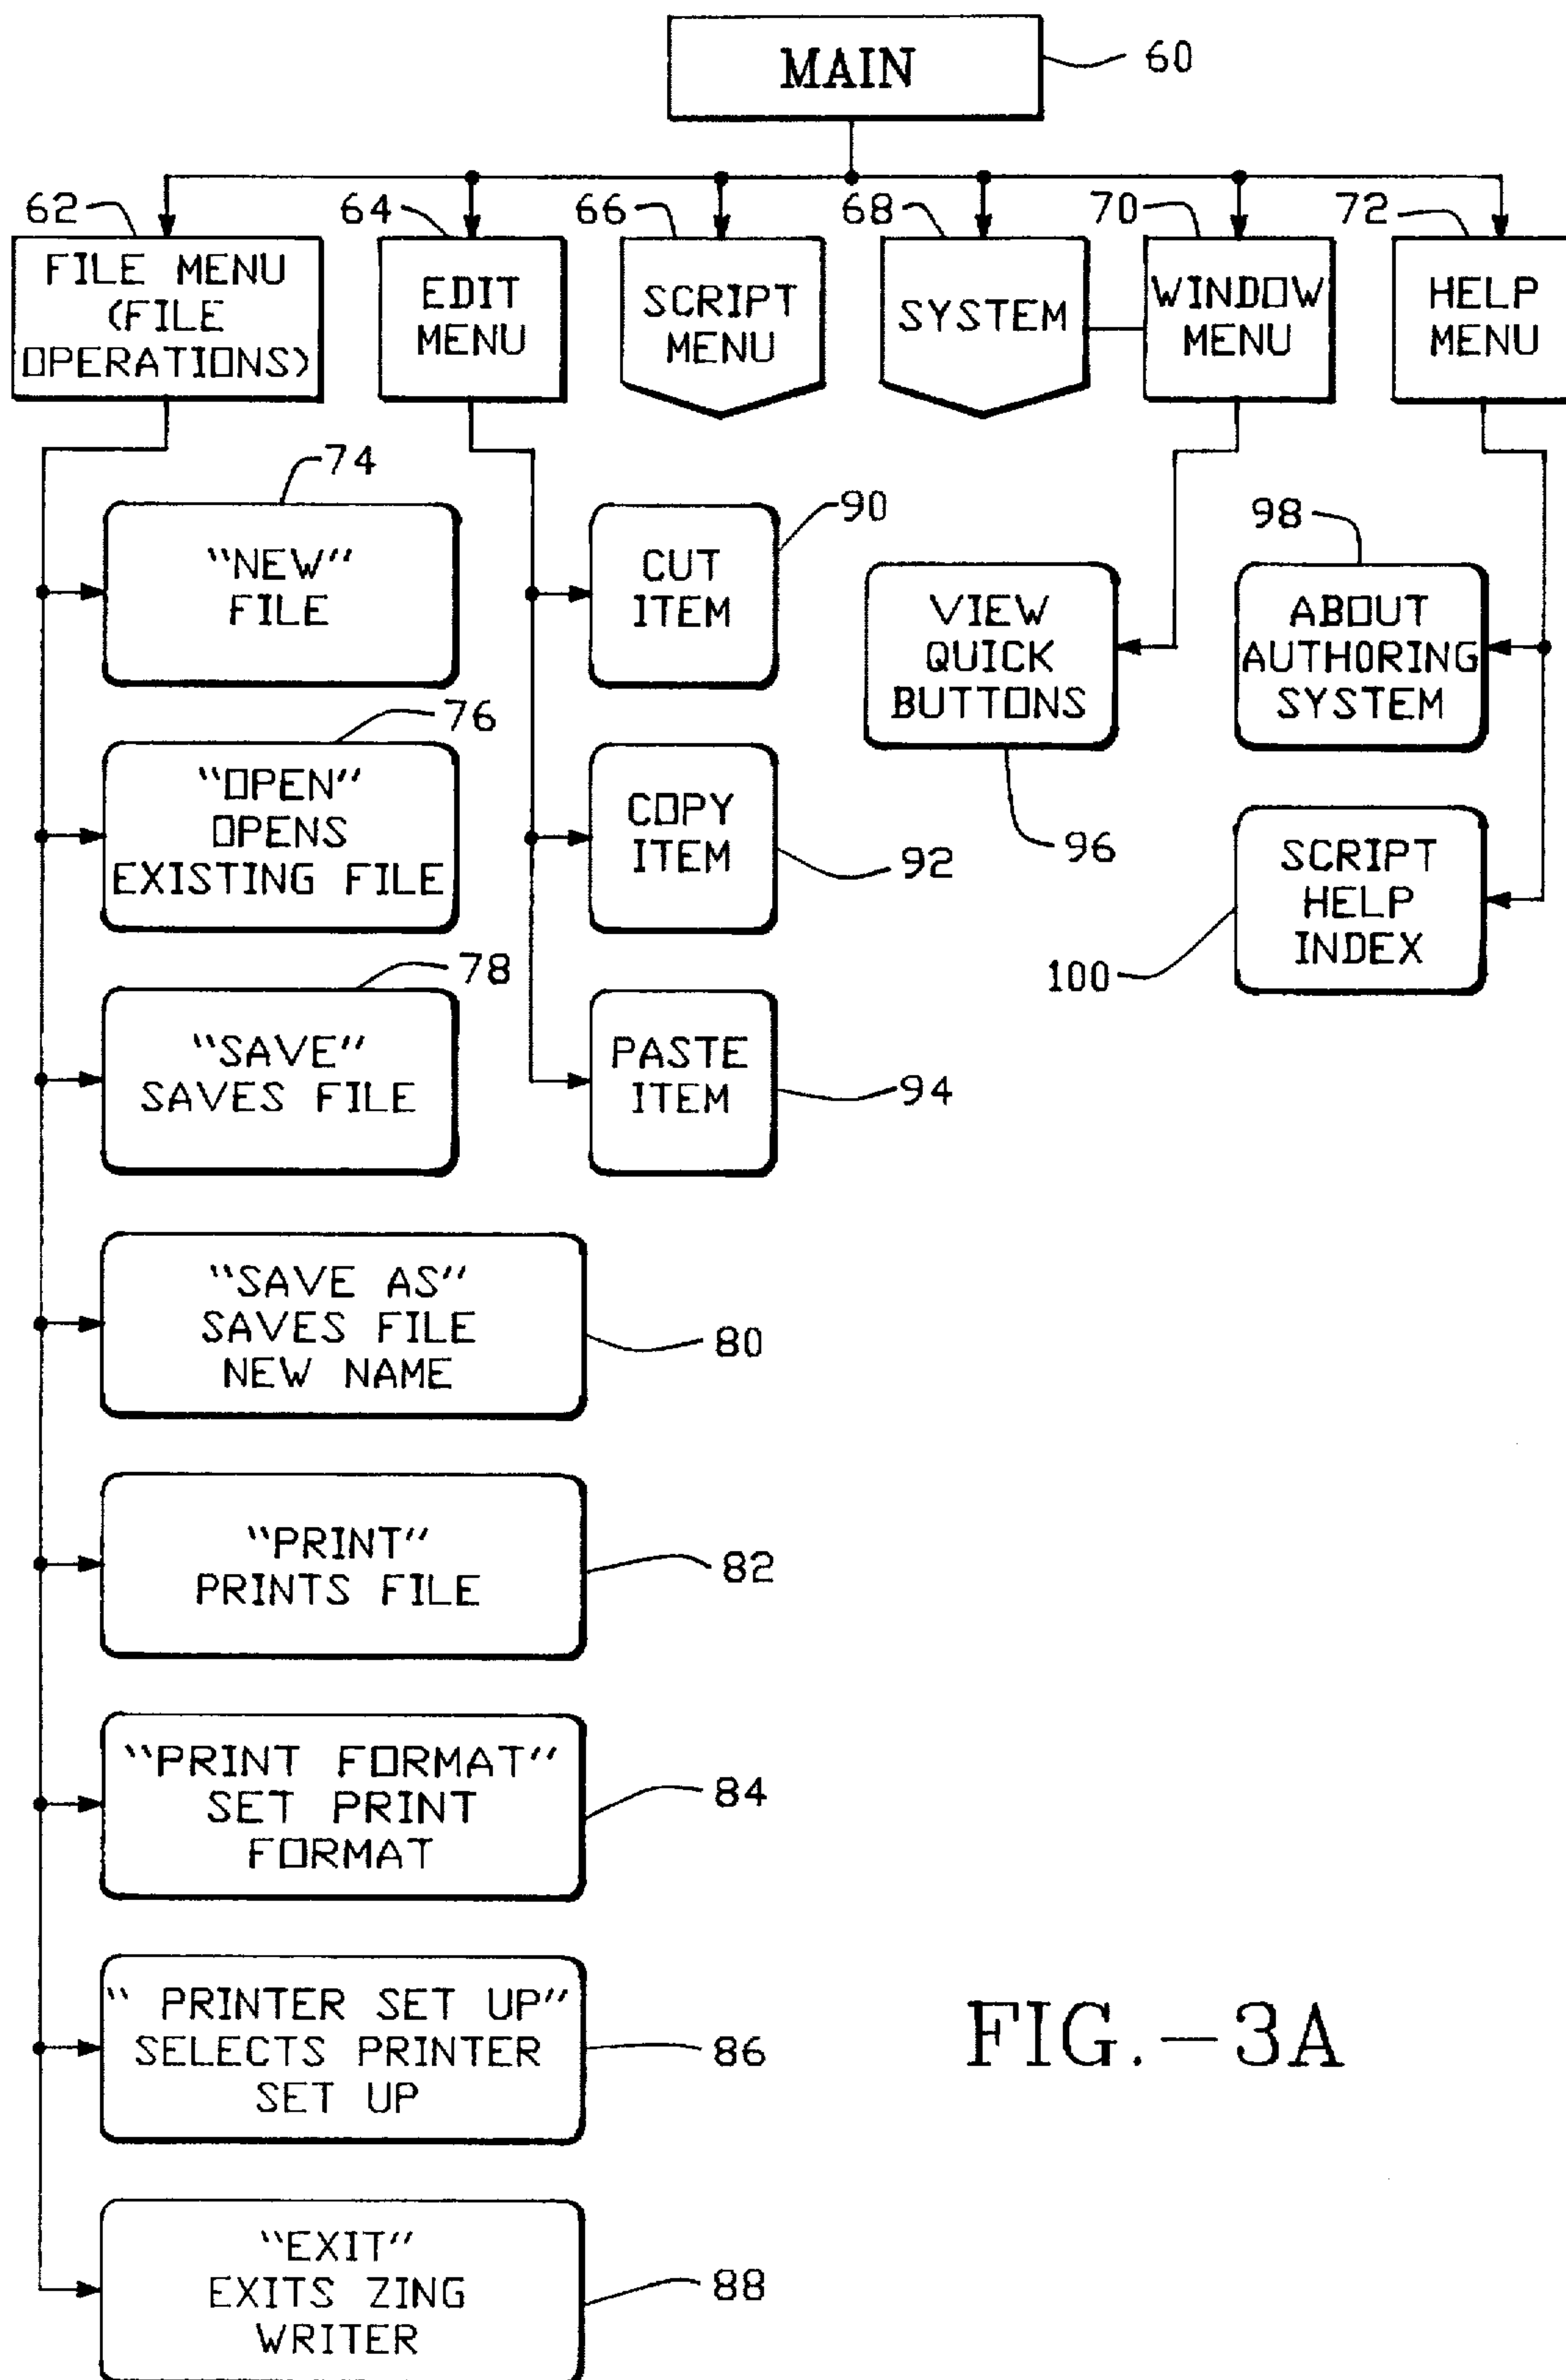 MAIN
60
62
64
66
68
70
72
FILE MENU
(FILE
OPERATIONS)
EDIT
MENU
SCRIPT
MENU
SYSTEM
WINDOW
MENU
HELP
MENU
74
"NEW"
FILE
76
"OPEN"
OPENS
EXISTING FILE
78
"SAVE"
SAVES FILE
"SAVE AS"
SAVES FILE
NEW NAME
80
"PRINT"
PRINTS FILE
82
"PRINT FORMAT"
SET PRINT
FORMAT
84
" PRINTER SET UP"
SELECTS PRINTER
SET UP
86
"EXIT"
EXITS ZING
WRITER
88
90
CUT
ITEM
COPY
ITEM
92
PASTE
ITEM
94
VIEW
QUICK
BUTTONS
96
98
ABOUT
AUTHORING
SYSTEM
SCRIPT
HELP
INDEX
100
FIG.-3A